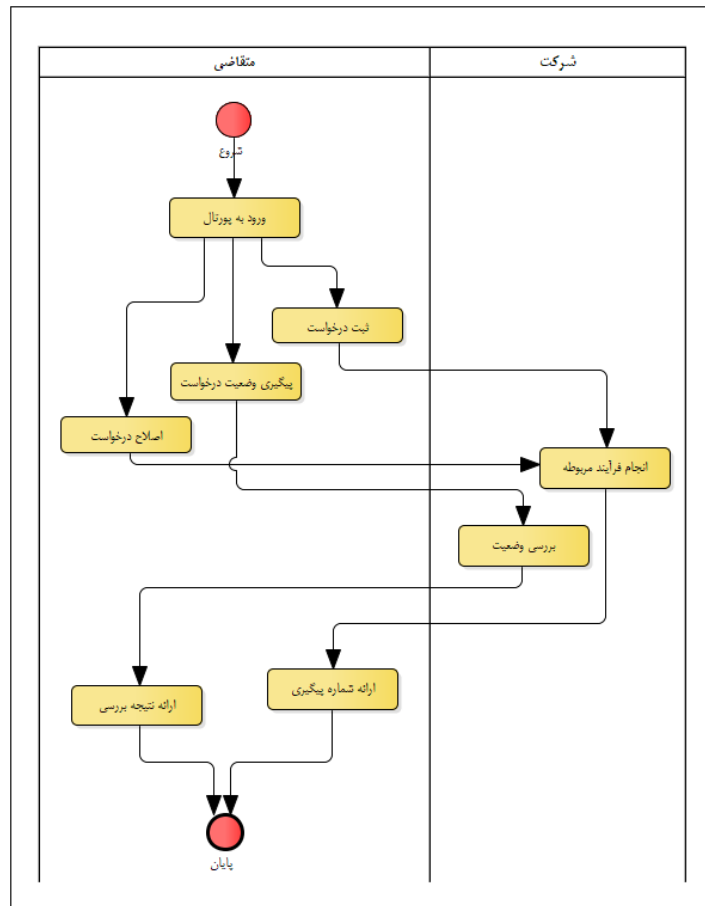 متقاضی
شرکت
شروع
ورود به پورتال
ثبت درخواست
پیگیری وضعیت درخواست
اصلاح درخواست
انجام فرآیند مربوطه
بررسی وضعیت
ارائه شماره پیگیری
ارائه نتیجه بررسی
پایان